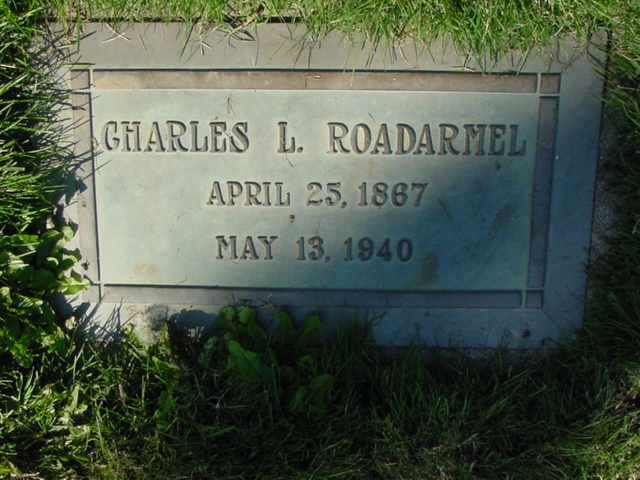 CHARLES L. ROADARMEL
APRIL 25, 1867
MAY 13, 1940